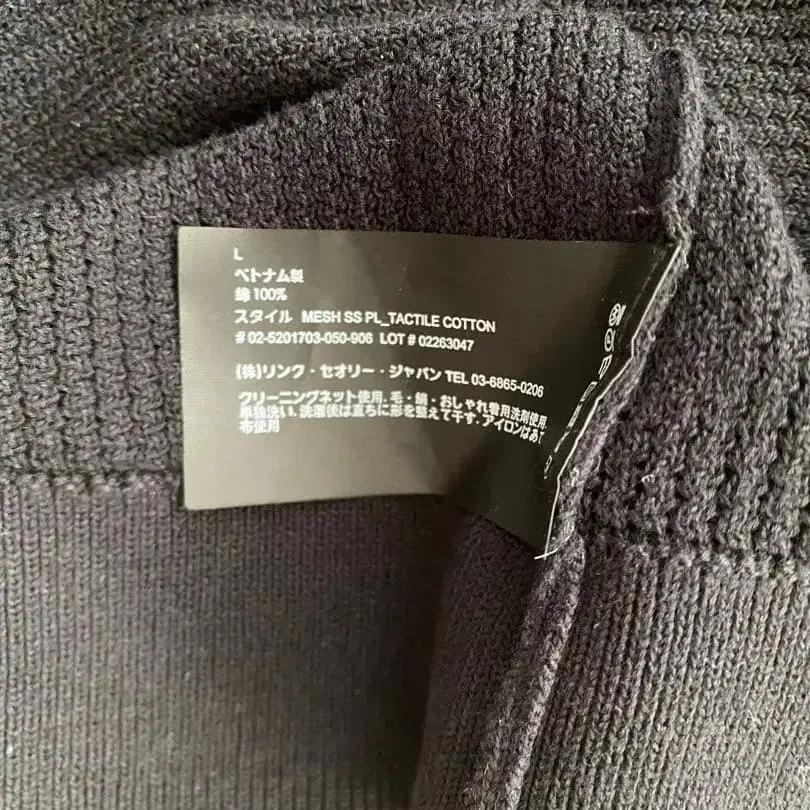 L
ベトナム製
綿 100%
スタイル MESH SS PL_TACTILE COTTON
# 02-5201703-050-906 LOT # 02263047
(株)リンク・セオリー・ジャパン TEL 03-6865-0206
クリーニングネット使用. 毛・絹・おしゃれ着用洗剤使用.
単独洗い. 洗濯後は直ちに形を整えて干す. アイロンはあて
布使用